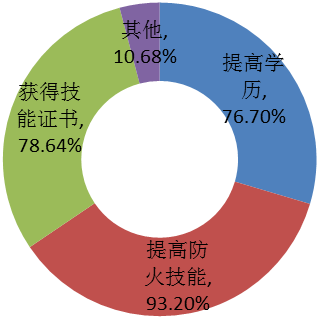 其他,
10.68%
提高学
历,
76.70%
获得技
能证书,
78.64%
提高防
火技能,
93.20%